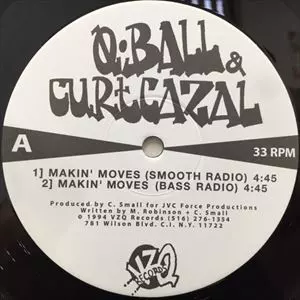 Q-BALL &
CURT CAZAL
A
33 RPM
1] MAKIN' MOVES (SMOOTH RADIO) 4:45
2] MAKIN' MOVES (BASS RADIO) 4:45
Produced by C. Small for JVC Force Productions
Written by M. Robinson + C. Small
© 1994 VZQ Records (516) 276-1354
781 Wilson Blvd. C.I. N.Y. 11722
VZQ
RECORDS